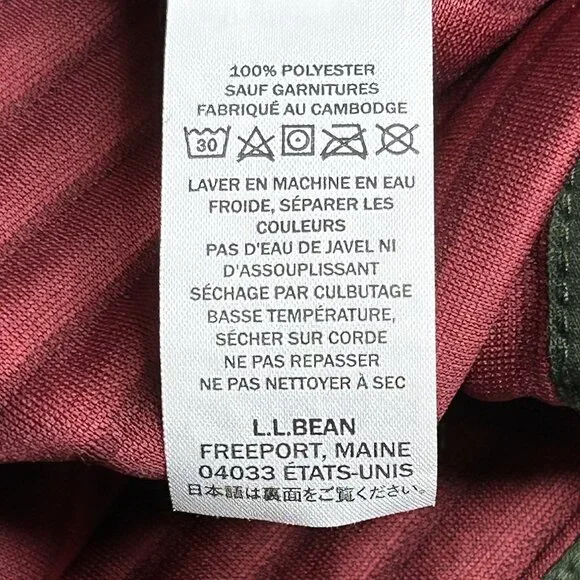 100% POLYESTER
SAUF GARNITURES
FABRIQUÉ AU CAMBODGE
30
LAVER EN MACHINE EN EAU
FROIDE, SÉPARER LES
COULEURS
PAS D'EAU DE JAVEL NI
D'ASSOUPLISSANT
SÉCHAGE PAR CULBUTAGE
BASSE TEMPÉRATURE,
SÉCHER SUR CORDE
NE PAS REPASSER
NE PAS NETTOYER À SEC
L.L.BEAN
FREEPORT, MAINE
04033 ÉTATS-UNIS
日本語は裏面をご覧ください。